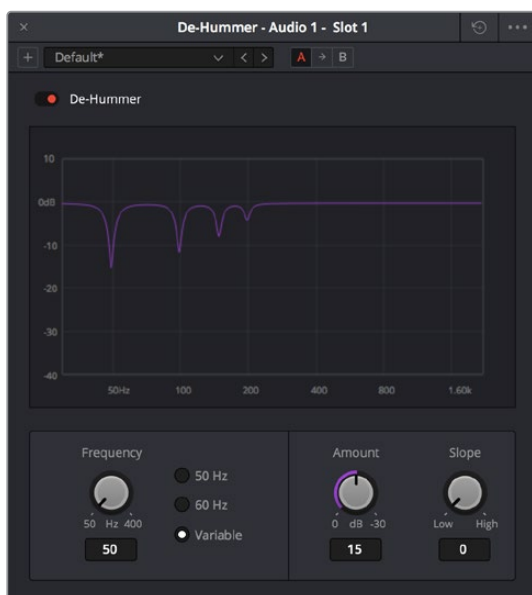 De-Hummer - Audio 1 - Slot 1
Default*
A
B
De-Hummer
10
0dB
-10
-20
-30
-40
50Hz 100 200 400 800 1.60k
Frequency
50 Hz 400
50
50 Hz
60 Hz
Variable
Amount
0 dB -30
15
Slope
Low High
0